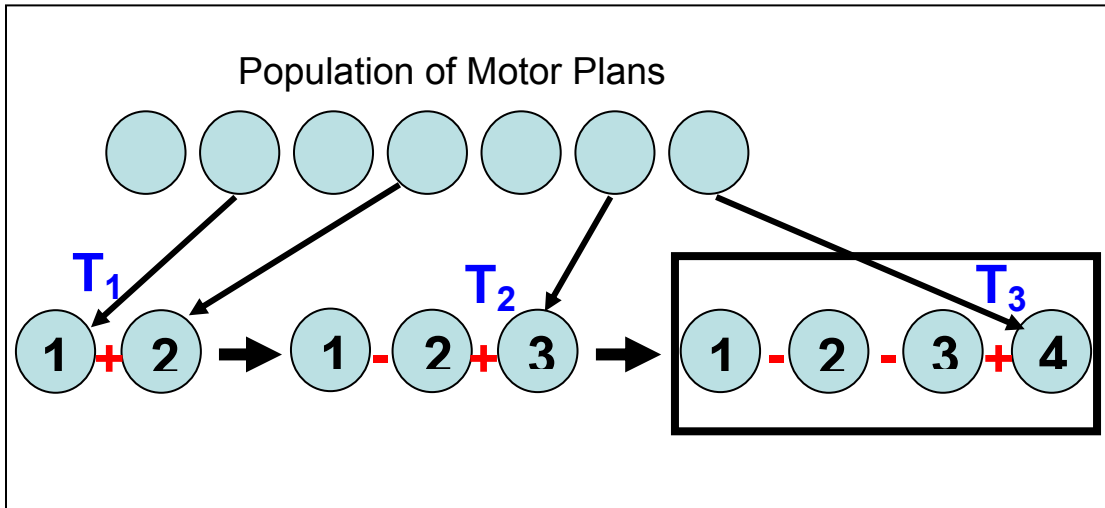 Population of Motor Plans
T₁
T₂
T₃
1 + 2
1 - 2 + 3
1 - 2 - 3 + 4